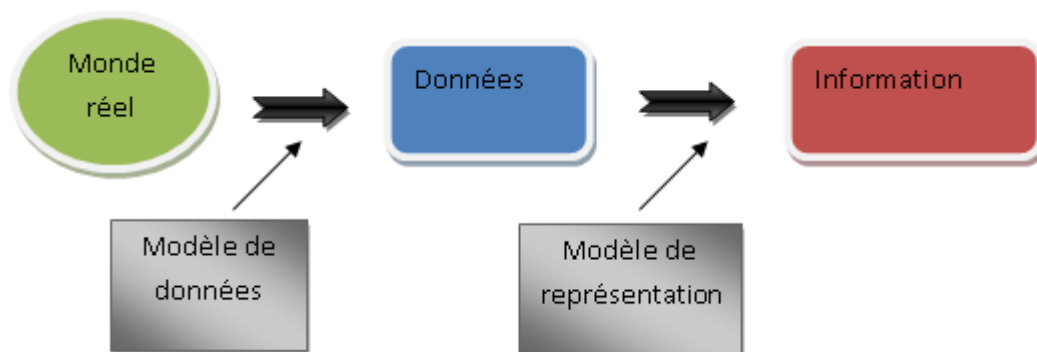 Monde
réel
Données
Information
Modèle de
données
Modèle de
représentation